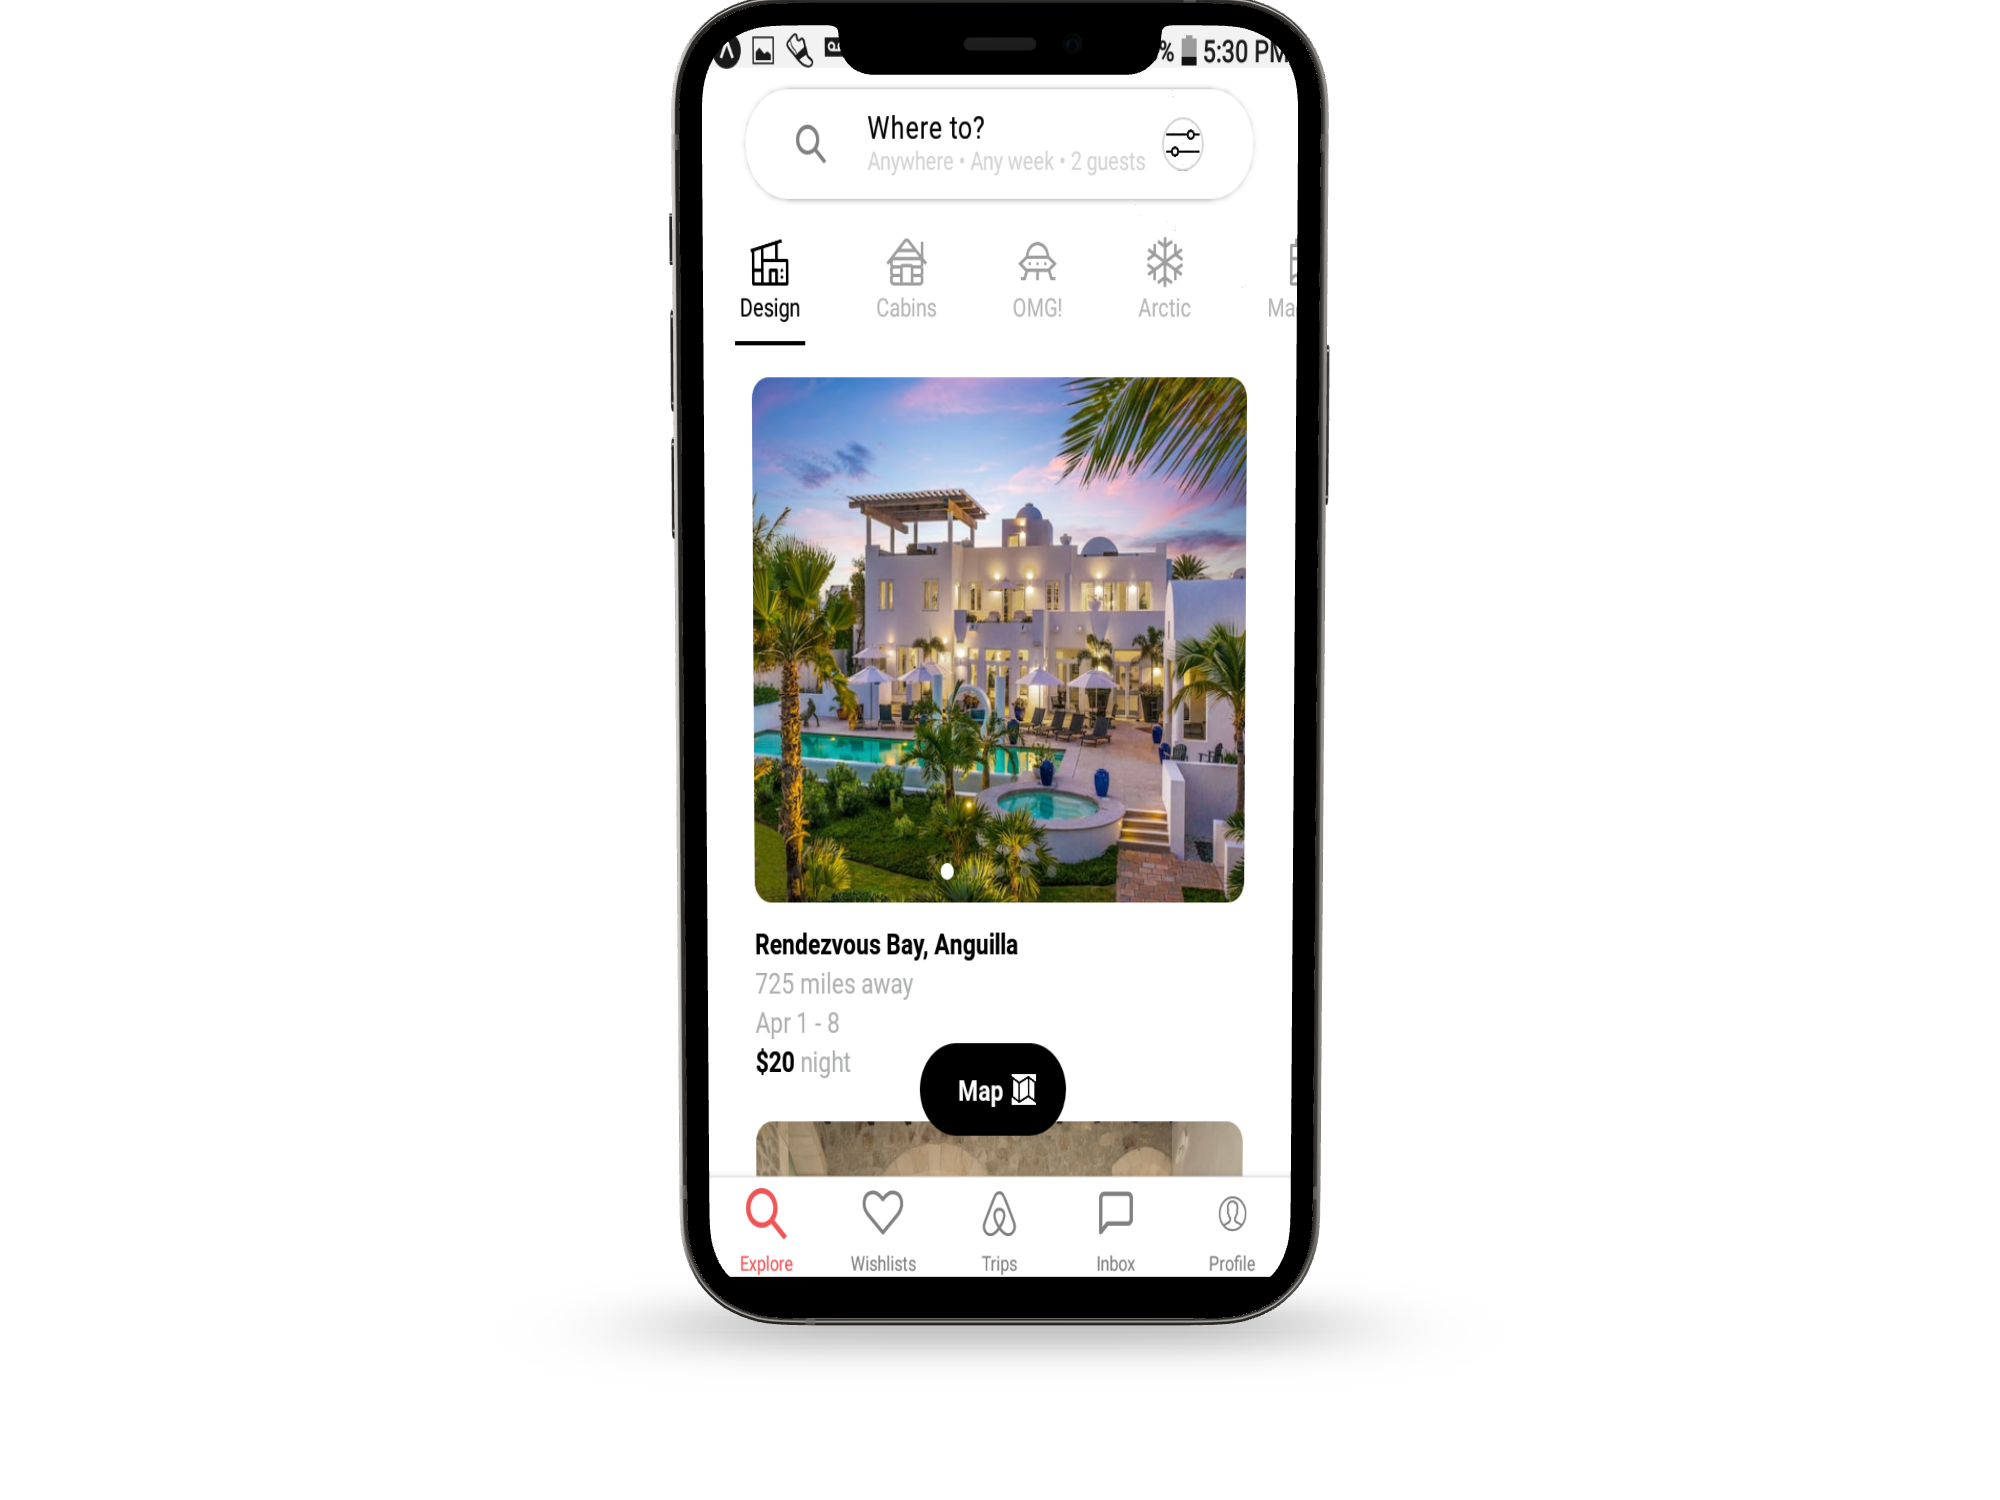 % 5:30 PM
Where to?
Anywhere • Any week • 2 guests
Design Cabins OMG! Arctic
Rendezvous Bay, Anguilla
725 miles away
Apr 1 - 8
$20 night
Map
Explore Wishlists Trips Inbox Profile